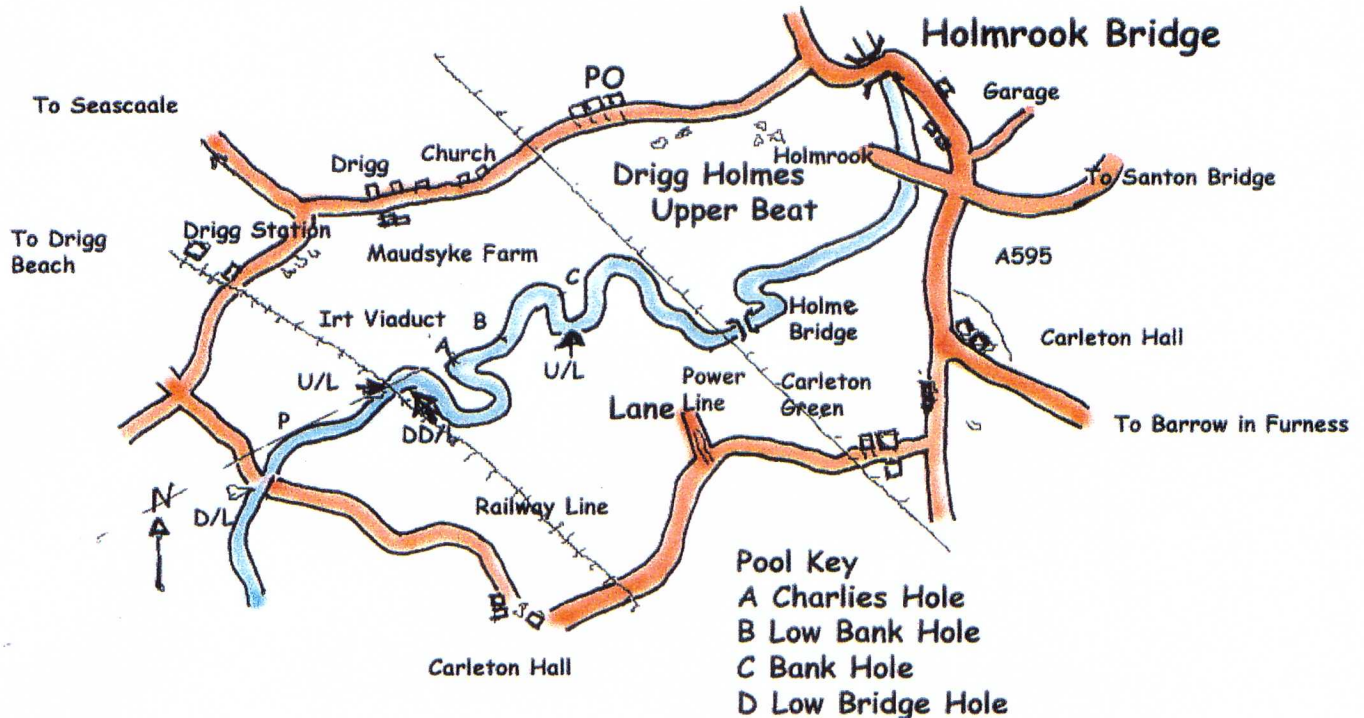 Holmrook Bridge
PO
Garage
To Seascaale
Drigg
Church
Holmrook
To Santon Bridge
Drigg Holmes
Upper Beat
Drigg Station
To Drigg
Beach
Maudsyke Farm
A595
C
Irt Viaduct
B
Holme
Bridge
Carleton Hall
A
U/L
U/L
Power
Line
Carleton
Green
Lane
P
DD/L
To Barrow in Furness
N
Railway Line
D/L
Pool Key
A Charlies Hole
B Low Bank Hole
C Bank Hole
D Low Bridge Hole
Carleton Hall